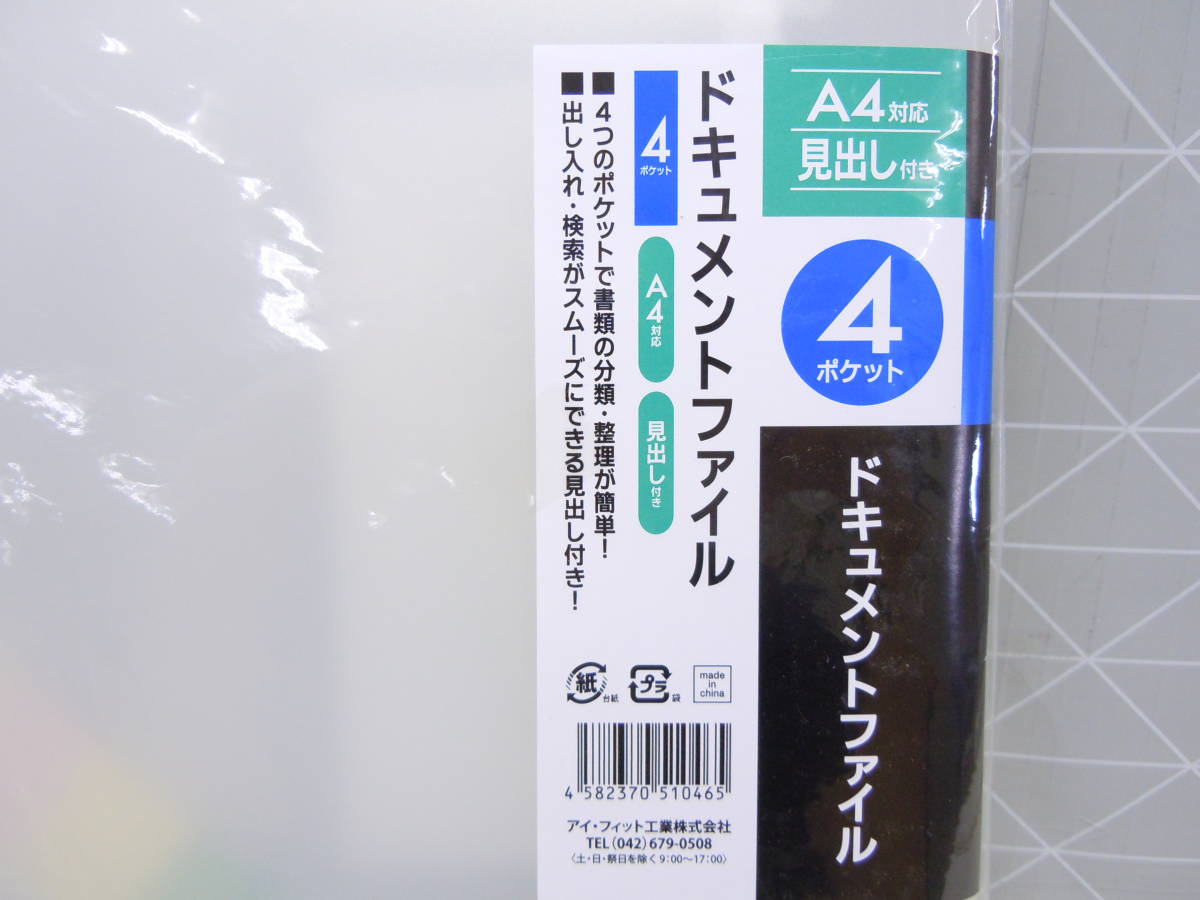 A4対応
見出し付き
4
ポケット
ドキュメントファイル
ドキュメントファイル
4
ポケット
A4対応
見出し付き
■4つのポケットで書類の分類・整理が簡単!
■出し入れ・検索がスムーズにできる見出し付き!
紙
台紙
プラ
袋
made
in
china
4 582370 510465
アイ・フィット工業株式会社
TEL(042)679-0508
〈土・日・祭日を除く9:00〜17:00〉